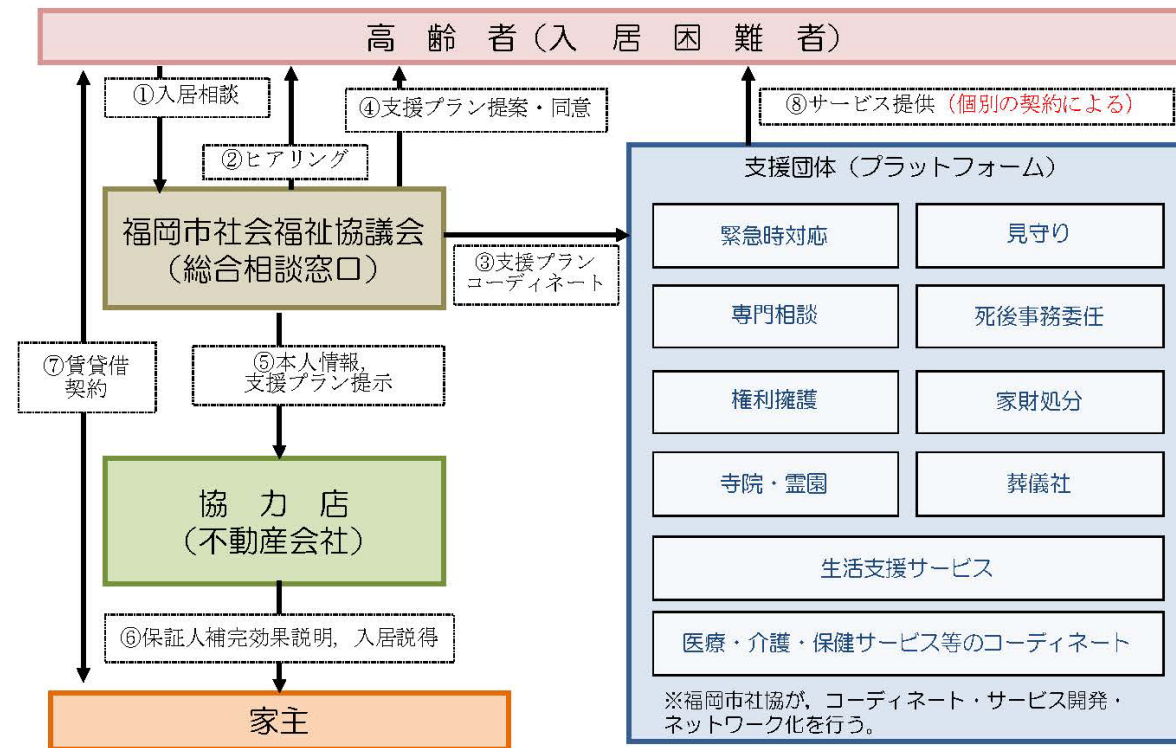 高齢者（入居困難者）
①入居相談
②ヒアリング
④支援プラン提案・同意
⑧サービス提供（個別の契約による）
福岡市社会福祉協議会
（総合相談窓口）
③支援プラン
コーディネート
⑦賃貸借
契約
⑤本人情報，
支援プラン提示
協力店
（不動産会社）
⑥保証人補完効果説明，入居説得
家主
支援団体（プラットフォーム）
緊急時対応
見守り
専門相談
死後事務委任
権利擁護
家財処分
寺院・霊園
葬儀社
生活支援サービス
医療・介護・保健サービス等のコーディネート
※福岡市社協が，コーディネート・サービス開発・
ネットワーク化を行う。